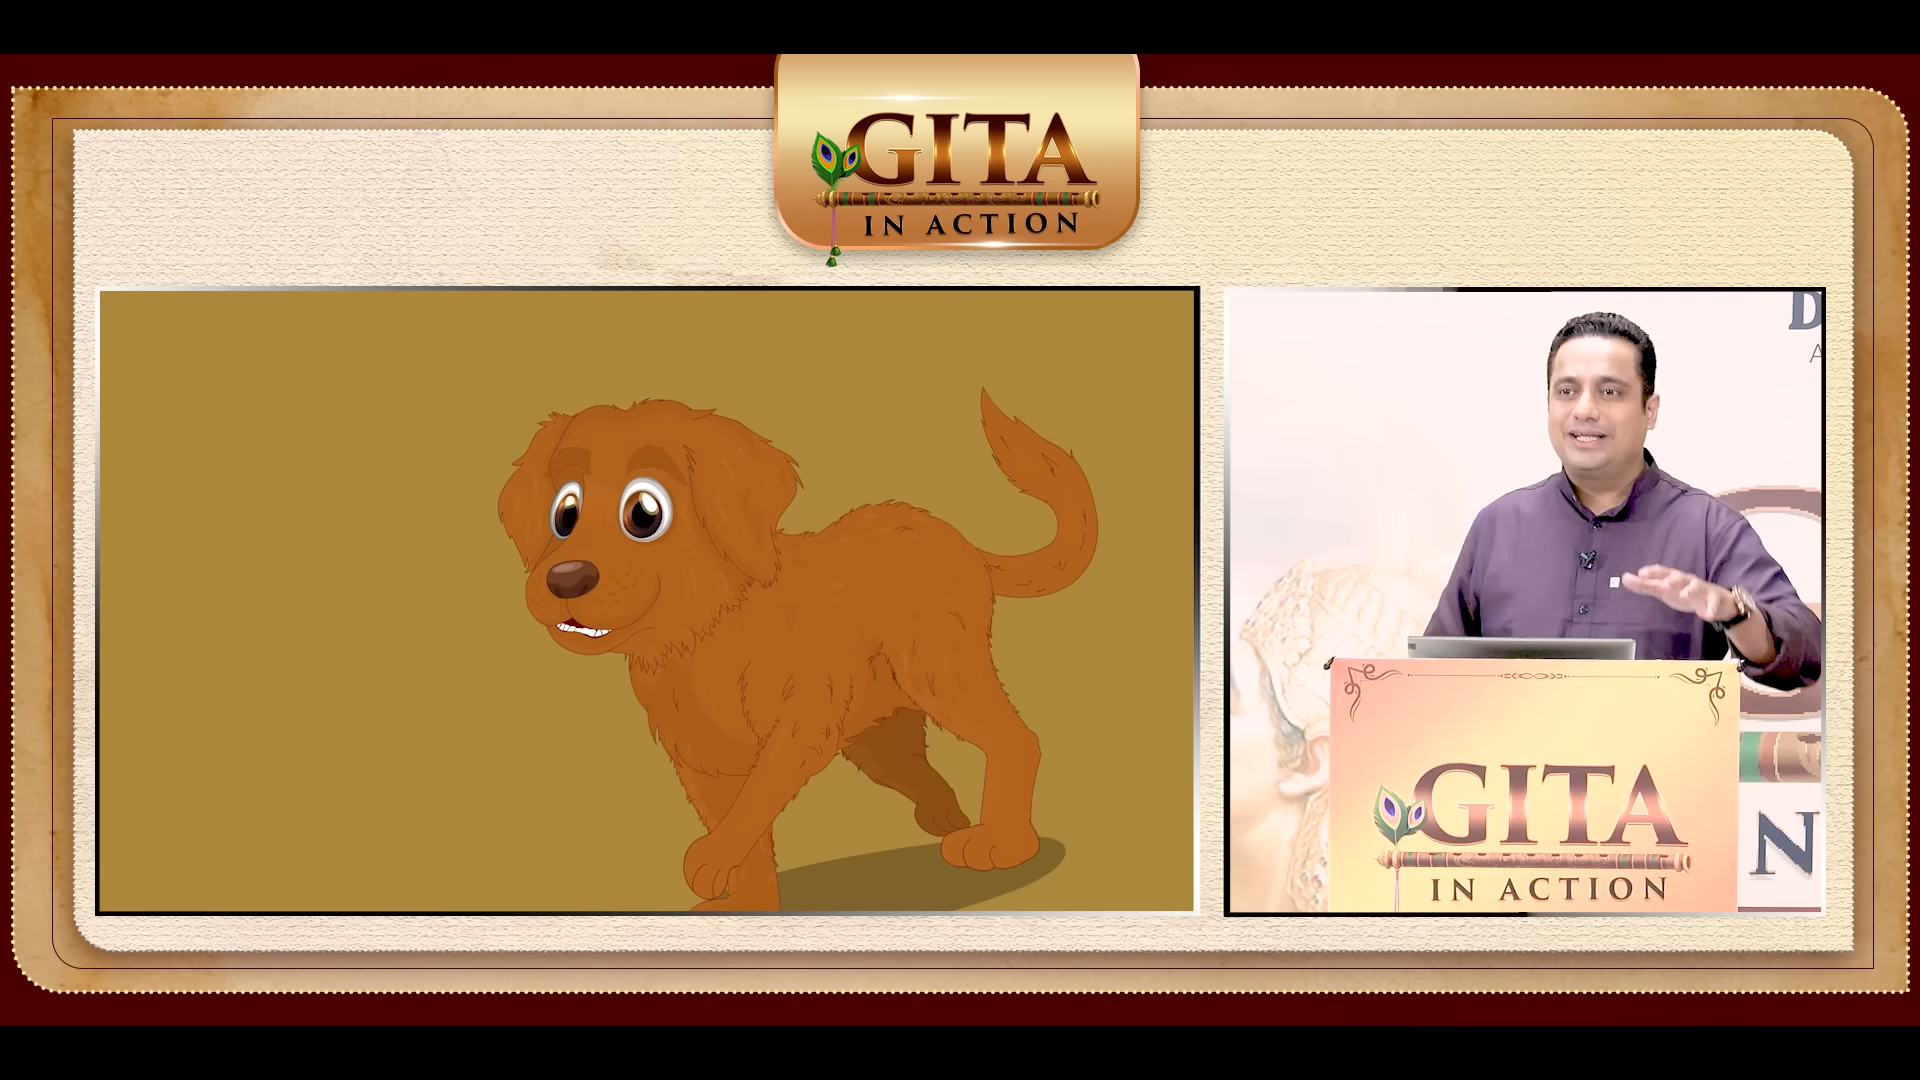 GITA
IN ACTION
D
A
GITA
IN ACTION
N